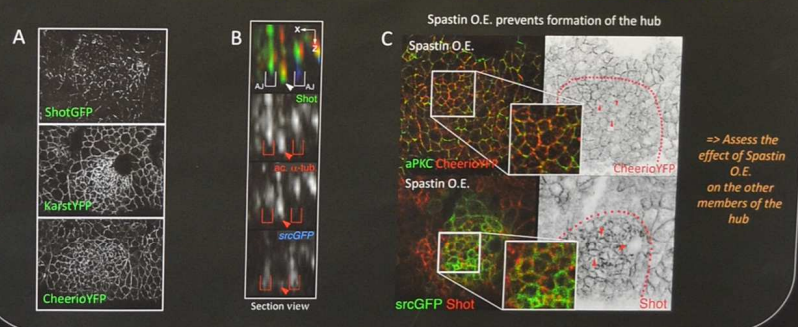 Spastin O.E. prevents formation of the hub
A
ShotGFP
KarstYFP
CheerioYFP
B
X
Z
AJ
AJ
Shot
ac. α-tub
srcGFP
Section view
C
Spastin O.E.
aPKC CheerioYFP
CheerioYFP
Spastin O.E.
srcGFP Shot
Shot
=> Assess the
effect of Spastin
O.E.
on the other
members of the
hub